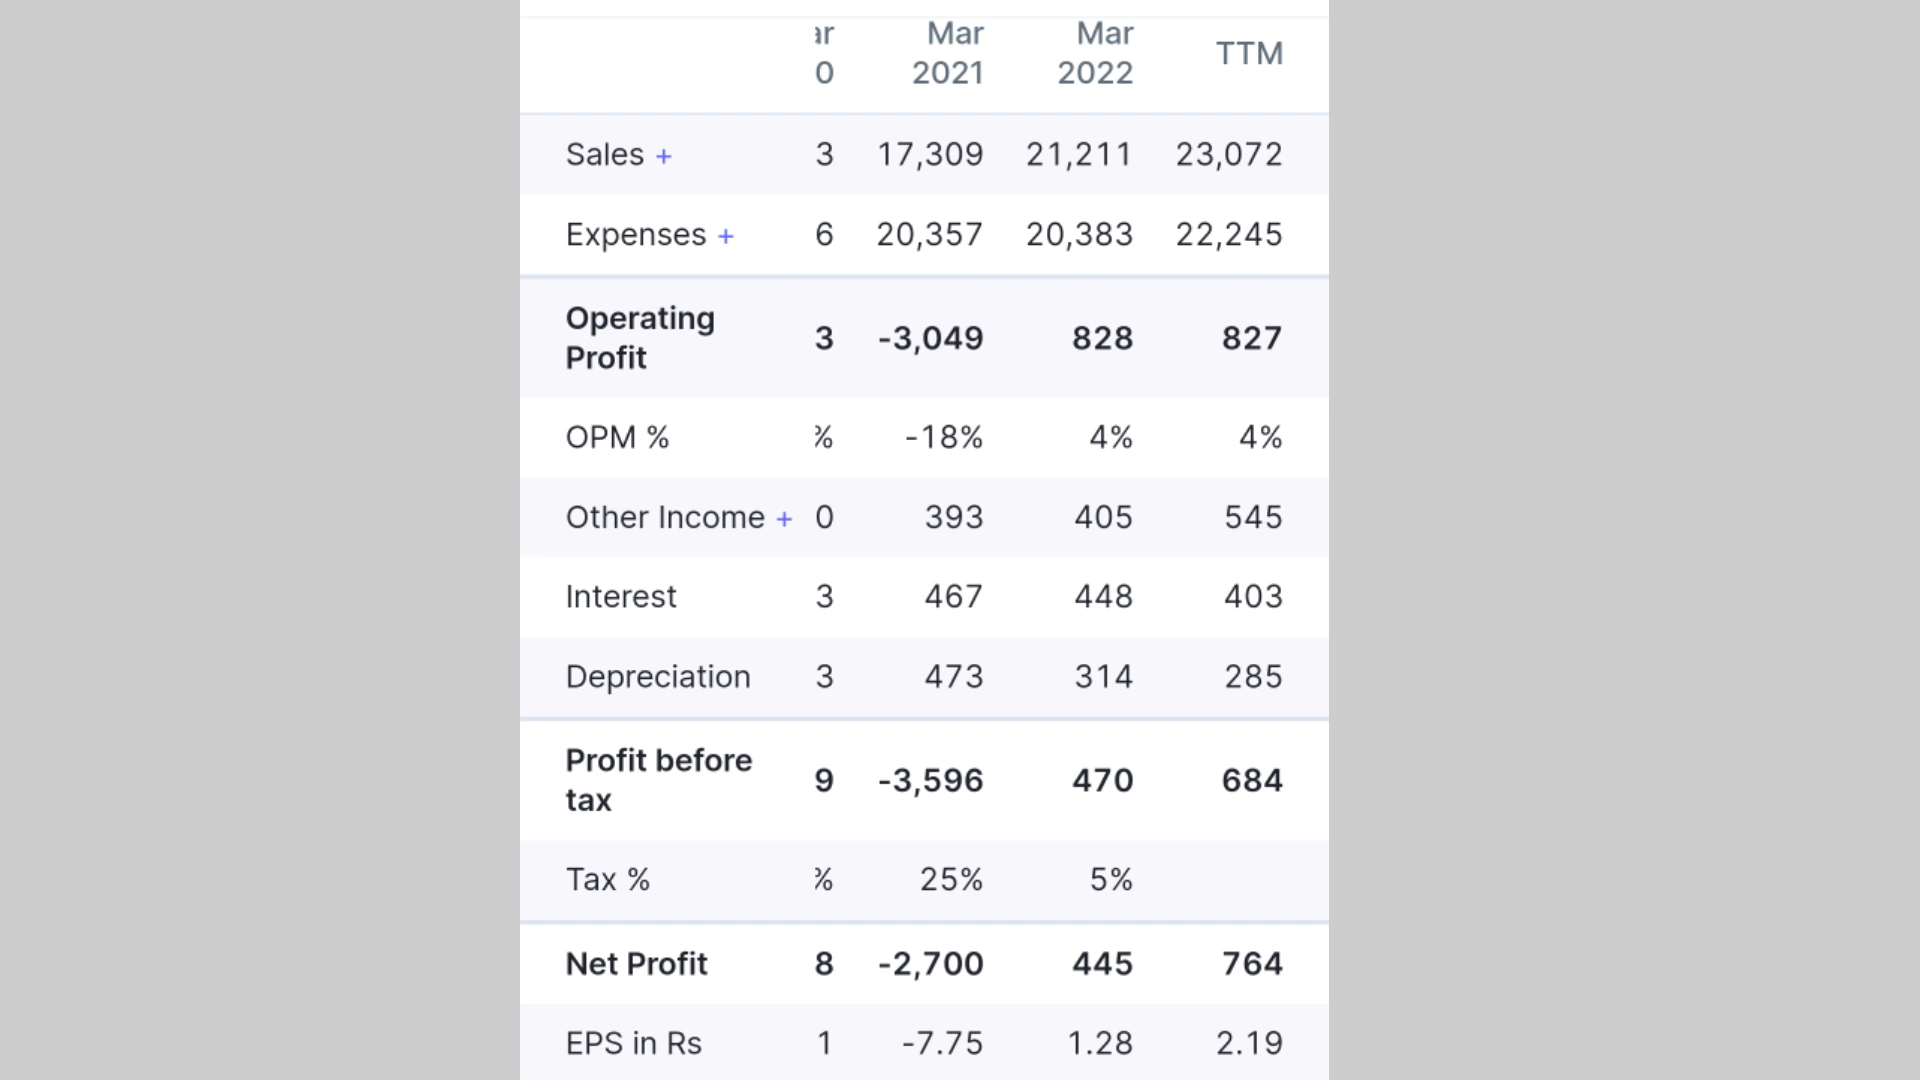 ar Mar Mar TTM
0 2021 2022
Sales + 3 17,309 21,211 23,072
Expenses + 6 20,357 20,383 22,245
Operating
Profit 3 -3,049 828 827
OPM % % -18% 4% 4%
Other Income + 0 393 405 545
Interest 3 467 448 403
Depreciation 3 473 314 285
Profit before
tax 9 -3,596 470 684
Tax % % 25% 5%
Net Profit 8 -2,700 445 764
EPS in Rs 1 -7.75 1.28 2.19